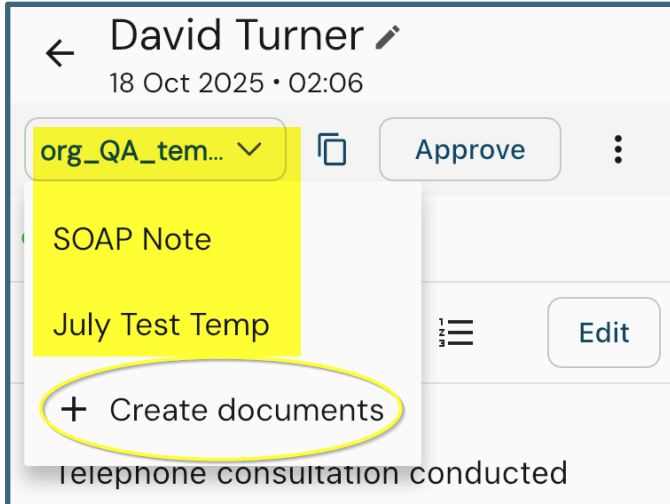 David Turner
18 Oct 2025 • 02:06
org_QA_tem...
Approve
SOAP Note
July Test Temp
Edit
+ Create documents
Telephone consultation conducted